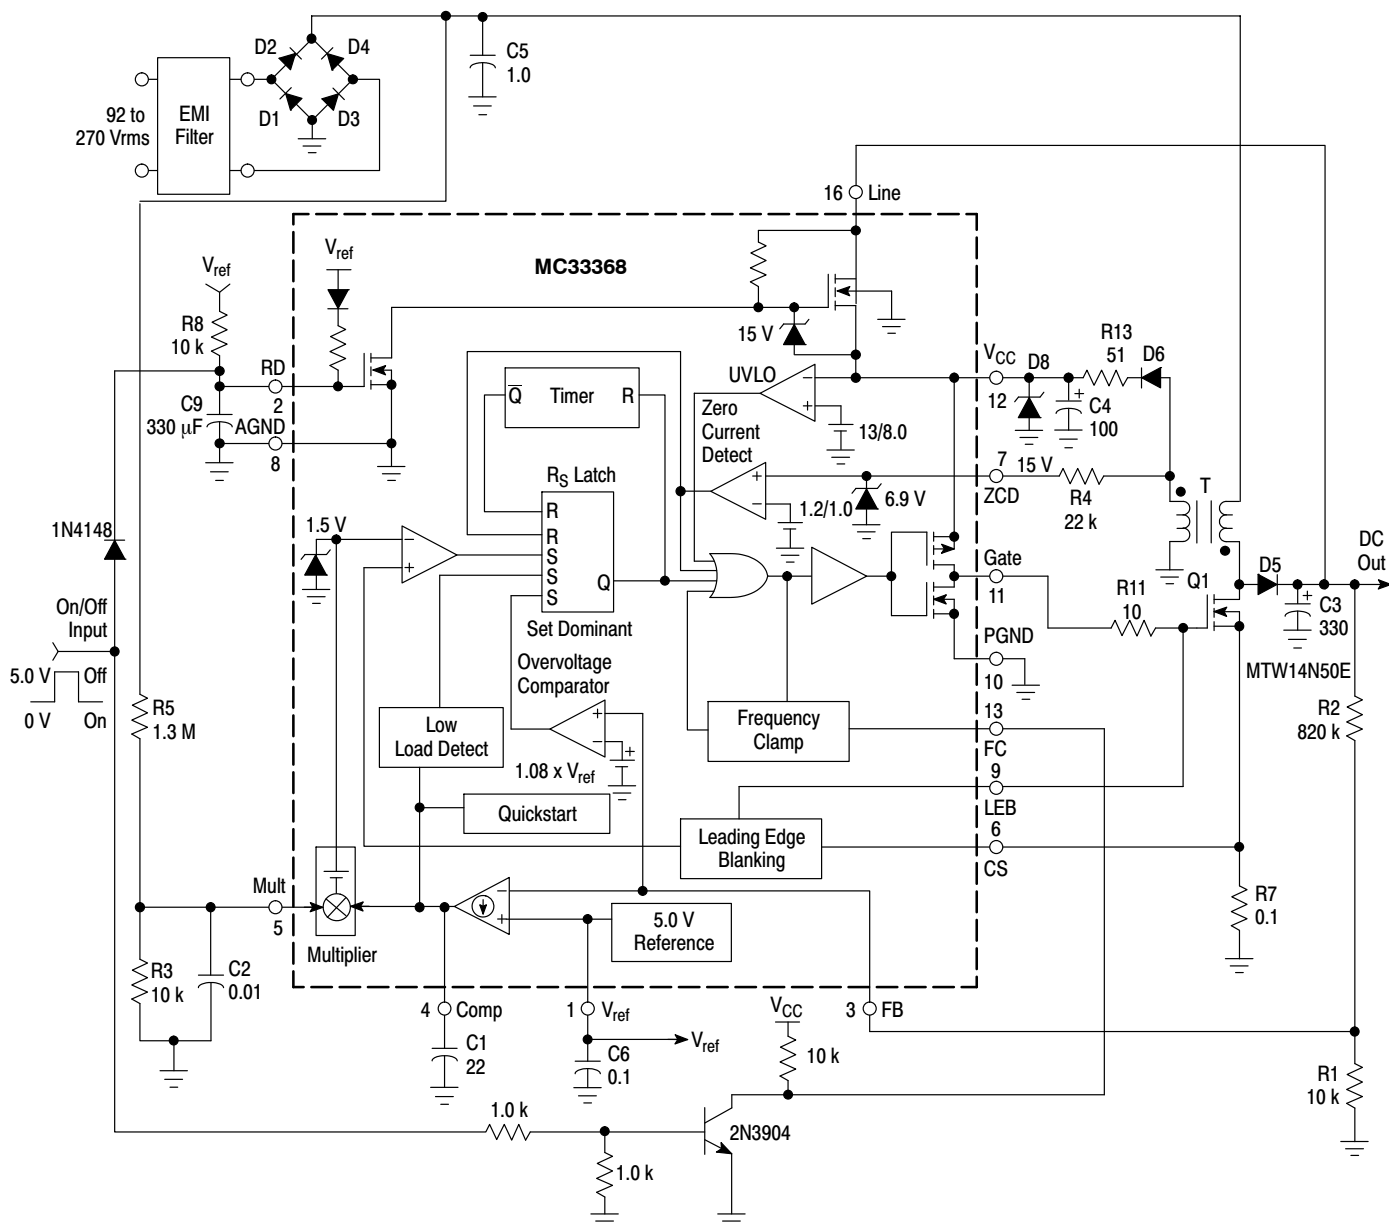 D2
D4
D1
D3
92 to
270 Vrms
EMI
Filter
C5
1.0
16
Line
MC33368
Vref
Vref
R8
10 k
RD
2
C9
330 μF
AGND
8
15 V
UVLO
VCC
12
D8
R13
51
D6
C4
100
13/8.0
Q
Timer
R
Zero
Current
Detect
7
15 V
ZCD
R4
22 k
T
6.9 V
1.2/1.0
RS Latch
R
R
S
S
S
Q
Set Dominant
1N4148
1.5 V
On/Off
Input
5.0 V
Off
0 V
On
R5
1.3 M
Gate
11
R11
10
Q1
D5
DC
Out
C3
330
MTW14N50E
PGND
10
Overvoltage
Comparator
1.08 x Vref
Low
Load Detect
Quickstart
Frequency
Clamp
13
FC
9
LEB
Leading Edge
Blanking
6
CS
R2
820 k
R7
0.1
Mult
5
Multiplier
5.0 V
Reference
R3
10 k
C2
0.01
4
Comp
C1
22
1
Vref
Vref
C6
0.1
VCC
10 k
3
FB
R1
10 k
1.0 k
1.0 k
2N3904